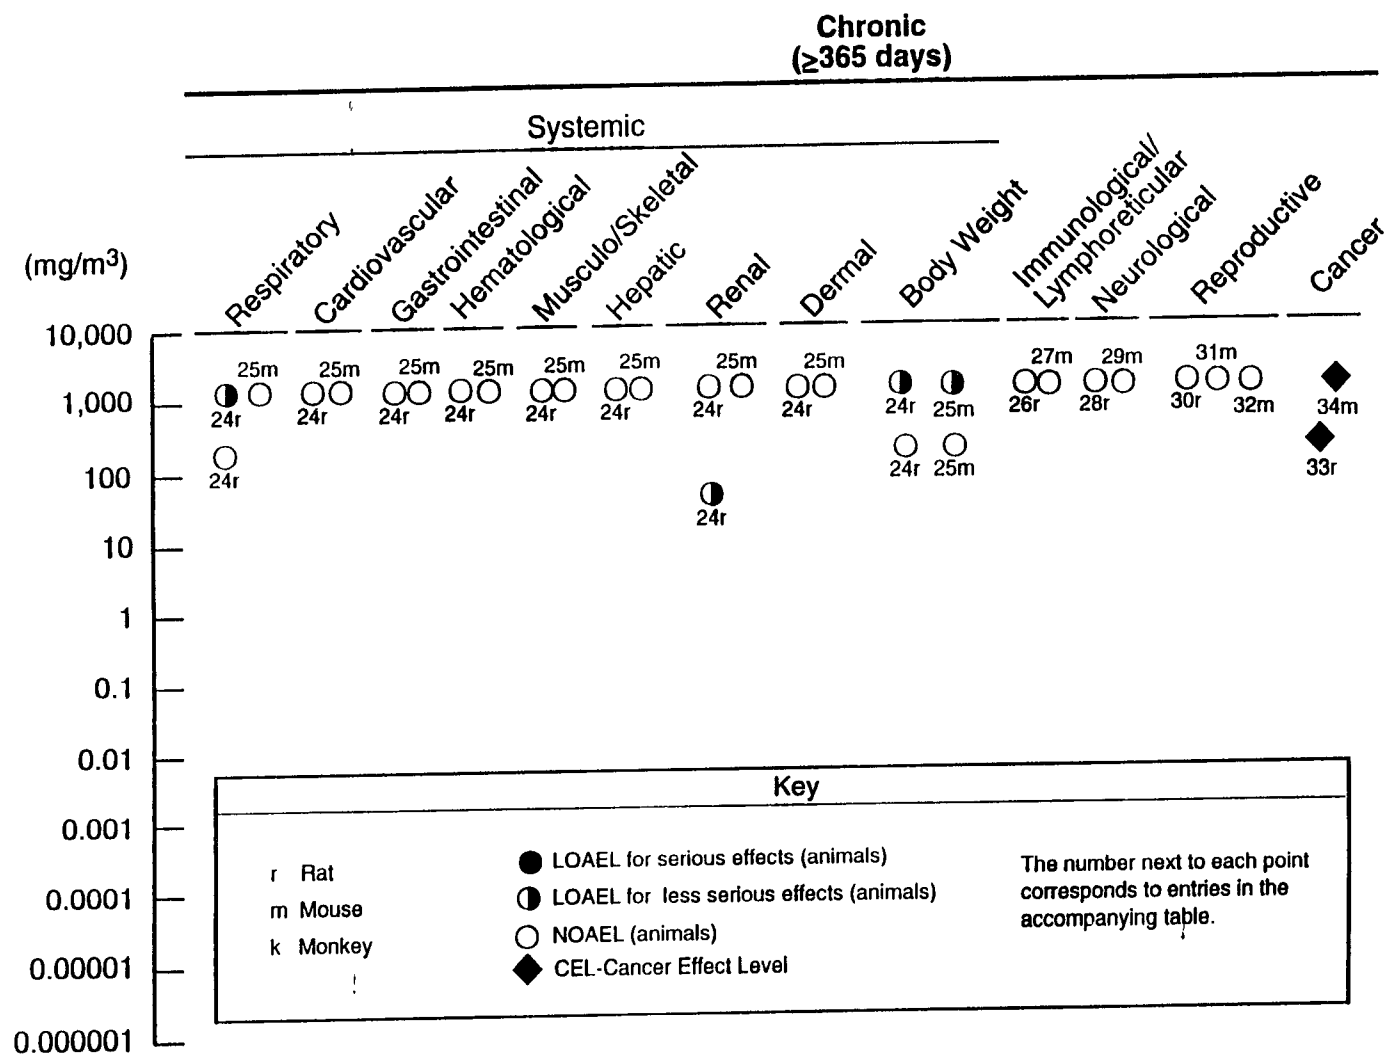 Chronic
(≥365 days)
Systemic
(mg/m³)
Respiratory
Cardiovascular
Gastrointestinal
Hematological
Musculo/Skeletal
Hepatic
Renal
Dermal
Body Weight
Immunological/
Lymphoreticular
Neurological
Reproductive
Cancer
10,000
25m 25m 25m 25m 25m 25m 25m 25m 27m 29m 31m
1,000
24r 24r 24r 24r 24r 24r 24r 24r 24r 25m 26r 28r 30r 32m 34m
24r 24r 25m 33r
100
24r
10
1
0.1
0.01
0.001
0.0001
0.00001
0.000001
Key
r Rat
m Mouse
k Monkey
LOAEL for serious effects (animals)
LOAEL for less serious effects (animals)
NOAEL (animals)
CEL-Cancer Effect Level
The number next to each point
corresponds to entries in the
accompanying table.